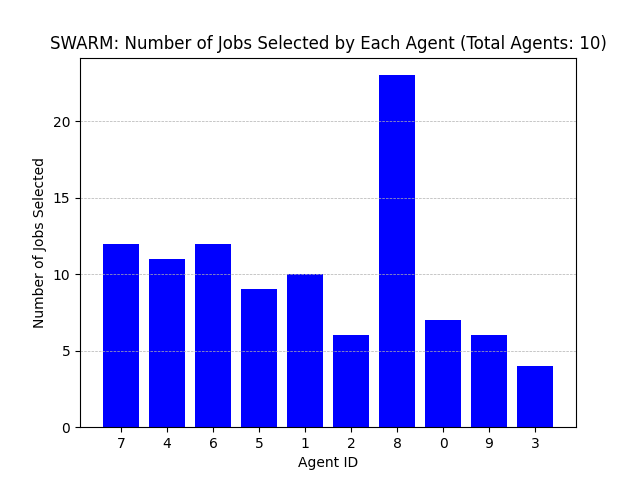 SWARM: Number of Jobs Selected by Each Agent (Total Agents: 10)
Number of Jobs Selected
20
15
10
5
0
7 4 6 5 1 2 8 0 9 3
Agent ID